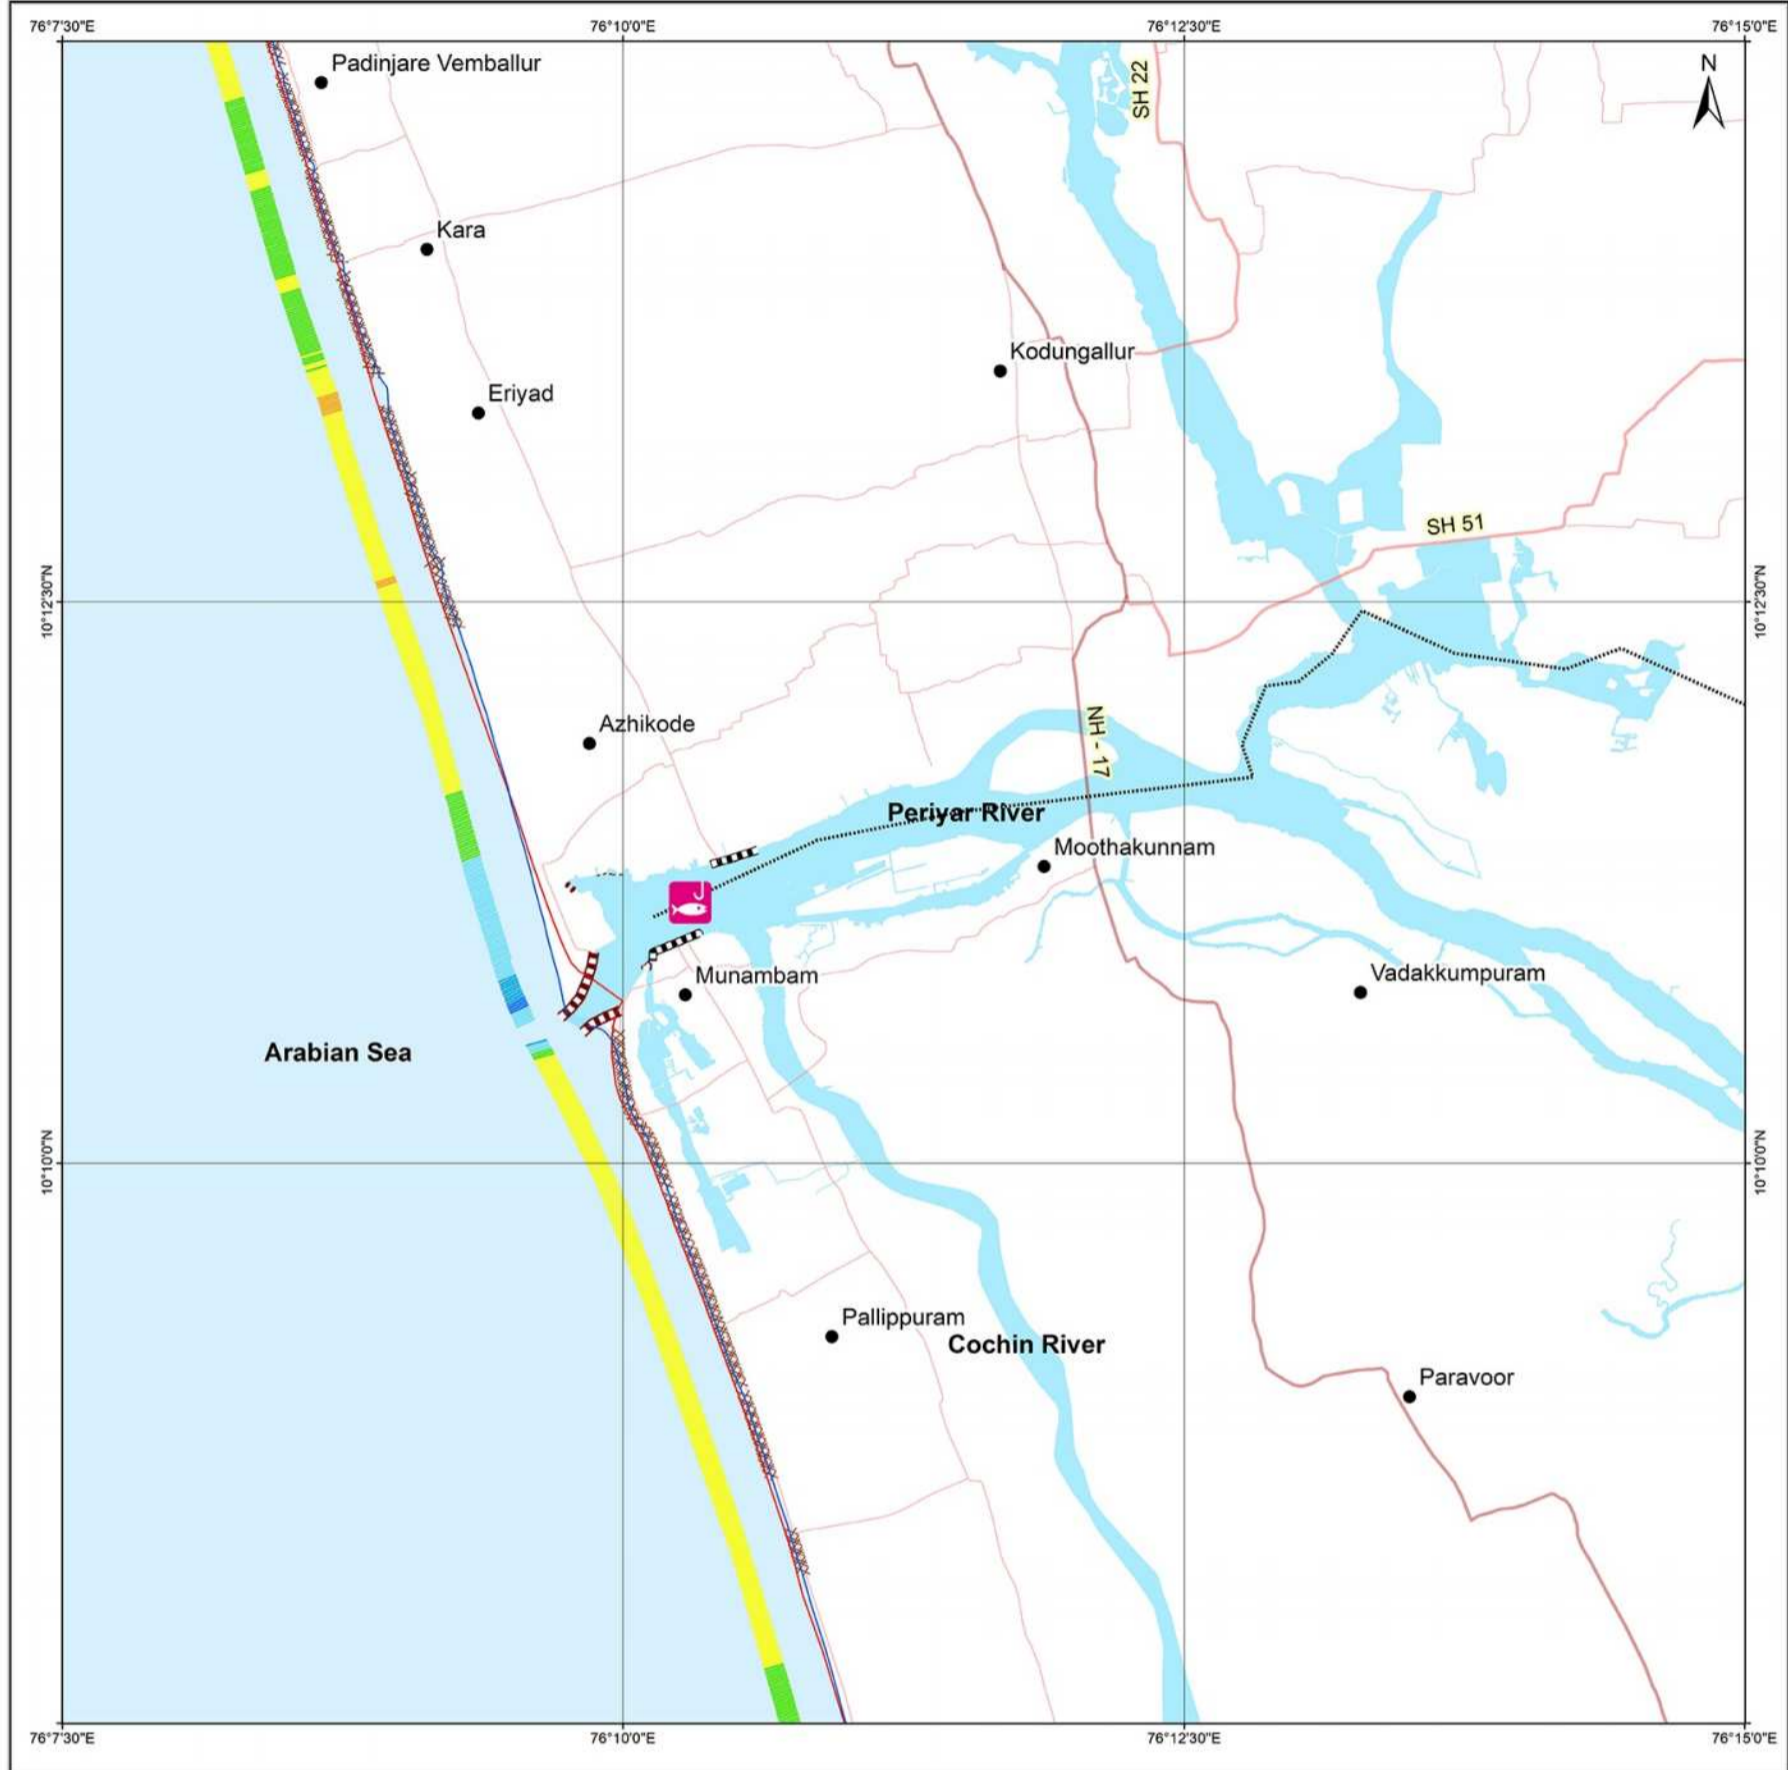 76°7'30"E
76°10'0"E
76°12'30"E
76°15'0"E
Padinjare Vemballur
N
SH 22
Kara
Kodungallur
Eriyad
SH 51
10°12'30"N
10°12'30"N
Azhikode
NH - 17
Periyar River
Moothakunnam
Munambam
Vadakkumpuram
Arabian Sea
10°10'0"N
10°10'0"N
Pallippuram
Cochin River
Paravoor
76°7'30"E
76°10'0"E
76°12'30"E
76°15'0"E